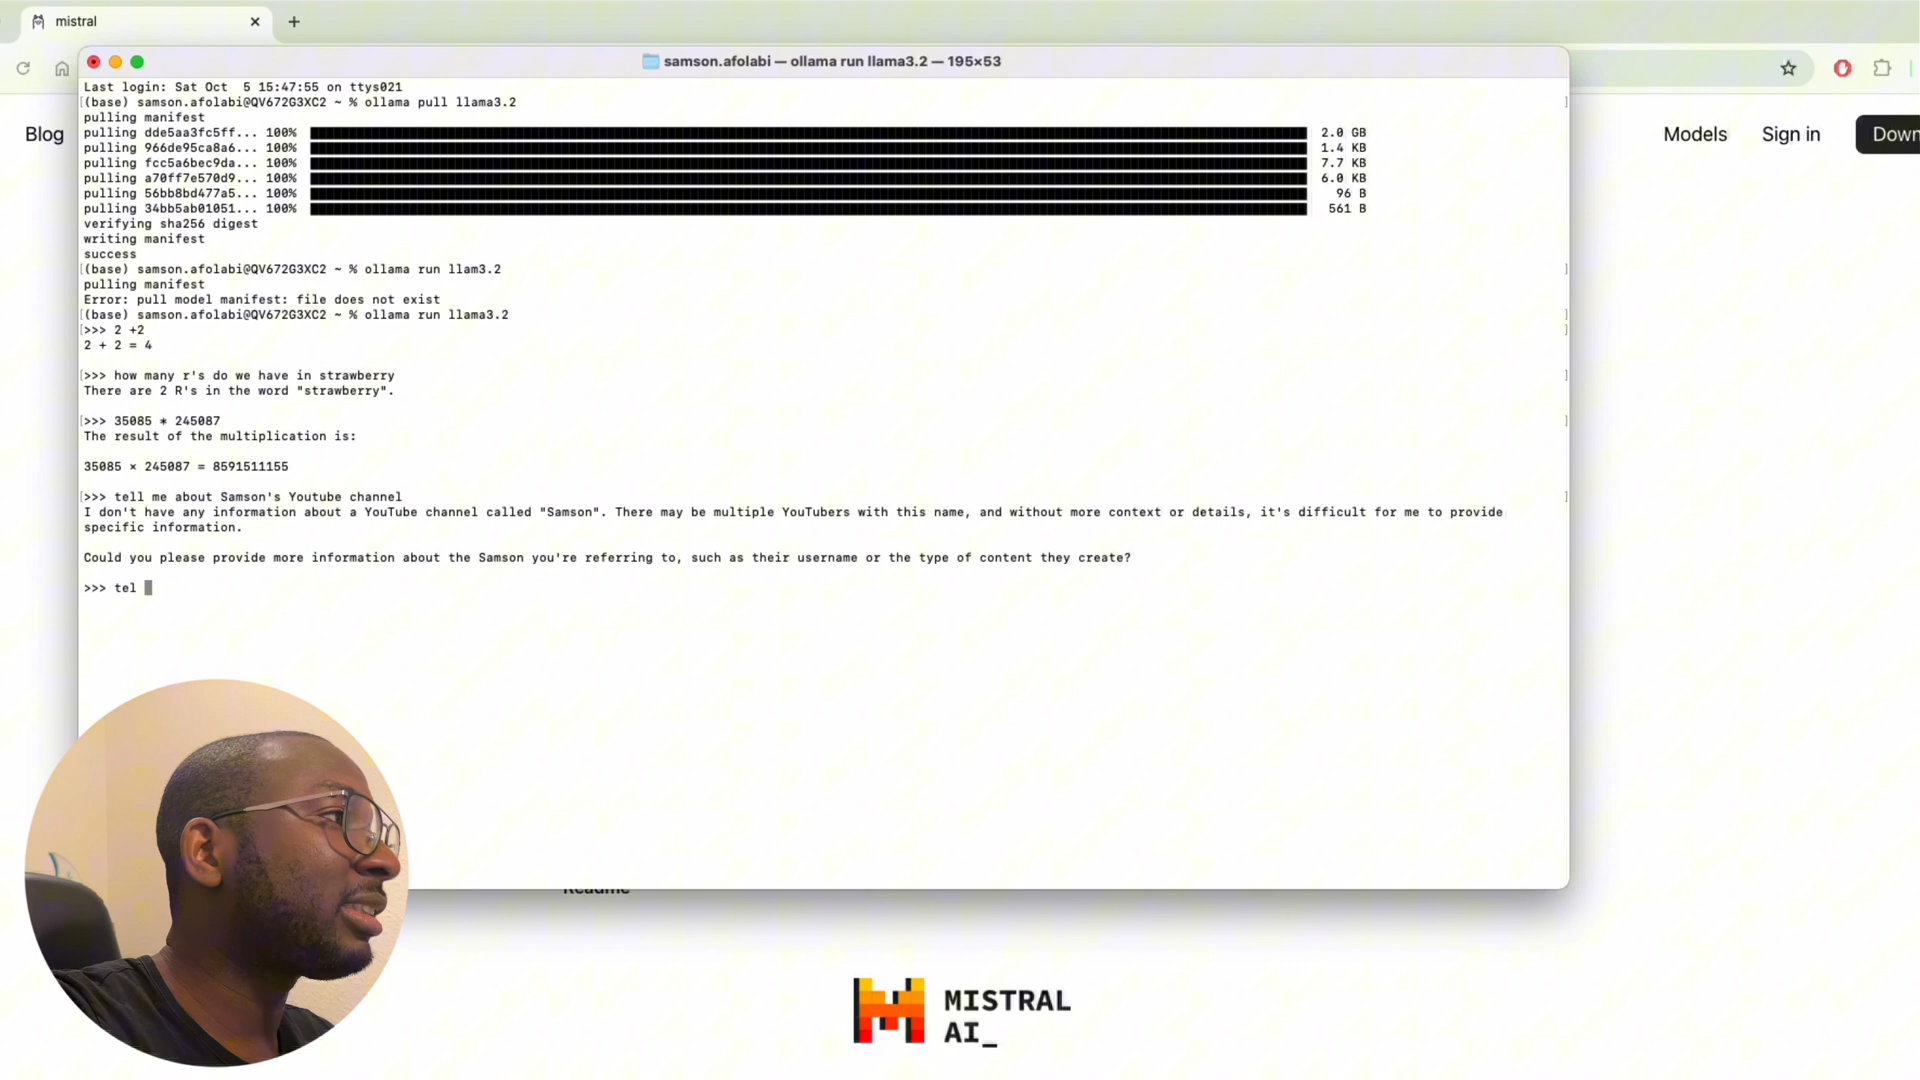 mistral
samson.afolabi — ollama run llama3.2 — 195×53
Blog
Models
Sign in
Down
Last login: Sat Oct  5 15:47:55 on ttys021
(base) samson.afolabi@QV672G3XC2 ~ % ollama pull llama3.2
pulling manifest
pulling dde5aa3fc5ff... 100% 2.0 GB
pulling 966de95ca8a6... 100% 1.4 KB
pulling fcc5a6bec9da... 100% 7.7 KB
pulling a70ff7e570d9... 100% 6.0 KB
pulling 56bb8bd477a5... 100% 96 B
pulling 34bb5ab01051... 100% 561 B
verifying sha256 digest
writing manifest
success
(base) samson.afolabi@QV672G3XC2 ~ % ollama run llam3.2
pulling manifest
Error: pull model manifest: file does not exist
(base) samson.afolabi@QV672G3XC2 ~ % ollama run llama3.2
>>> 2 +2
2 + 2 = 4
>>> how many r's do we have in strawberry
There are 2 R's in the word "strawberry".
>>> 35085 * 245087
The result of the multiplication is:
35085 × 245087 = 8591511155
>>> tell me about Samson's Youtube channel
I don't have any information about a YouTube channel called "Samson". There may be multiple YouTubers with this name, and without more context or details, it's difficult for me to provide
specific information.
Could you please provide more information about the Samson you're referring to, such as their username or the type of content they create?
>>> tel
Readme
MISTRAL
AI_